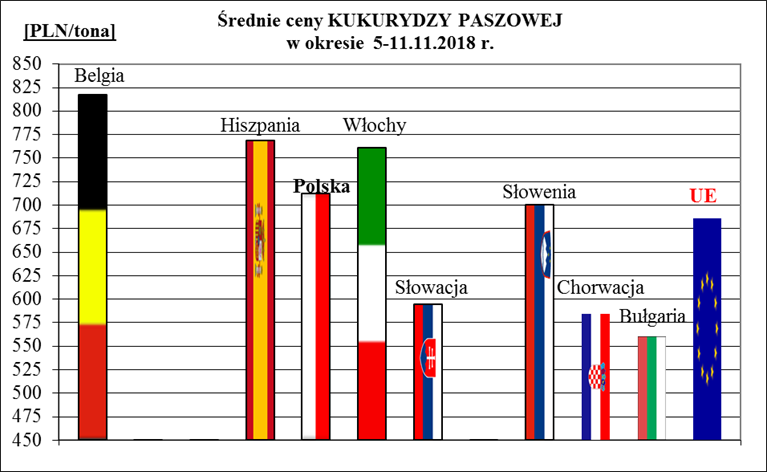 Średnie ceny KUKURYDZY PASZOWEJ
w okresie 5-11.11.2018 r.
[PLN/tona]
850
825
800
775
750
725
700
675
650
625
600
575
550
525
500
475
450
Belgia
Hiszpania
Polska
Włochy
Słowacja
Słowenia
Chorwacja
Bułgaria
UE